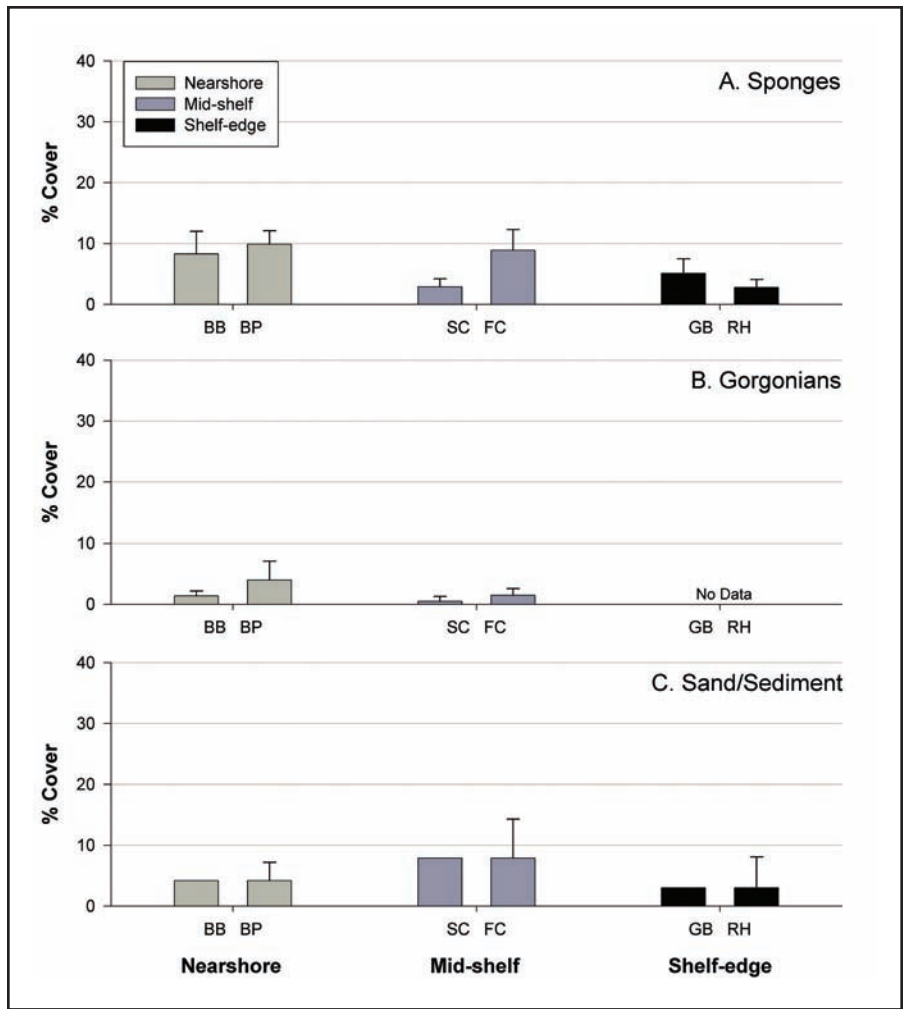 A. Sponges
Nearshore
Mid-shelf
Shelf-edge
% Cover
40
30
20
10
0
BB BP SC FC GB RH
B. Gorgonians
% Cover
40
30
20
10
0
No Data
BB BP SC FC GB RH
C. Sand/Sediment
% Cover
40
30
20
10
0
BB BP SC FC GB RH
Nearshore Mid-shelf Shelf-edge